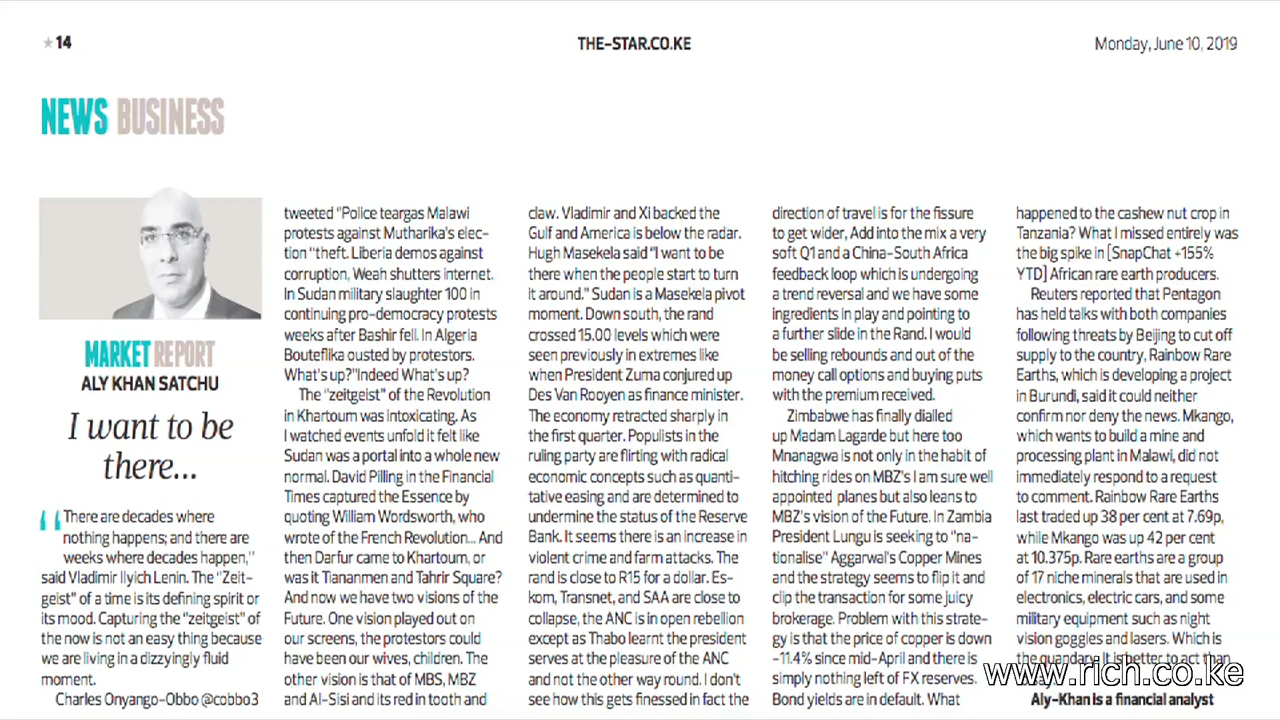 ★14
THE-STAR.CO.KE
Monday, June 10, 2019
NEWS BUSINESS
MARKET REPORT
ALY KHAN SATCHU
I want to be
there...
"There are decades where
nothing happens; and there are
weeks where decades happen,"
said Vladimir Ilyich Lenin. The "Zeit-
geist" of a time is its defining spirit or
its mood. Capturing the "zeitgeist" of
the now is not an easy thing because
we are living in a dizzyingly fluid
moment.
Charles Onyango-Obbo @cobbo3
tweeted "Police teargas Malawi
protests against Mutharika's elec-
tion "theft. Liberia demos against
corruption, Weah shutters internet.
In Sudan military slaughter 100 in
continuing pro-democracy protests
weeks after Bashir fell. In Algeria
Bouteflika ousted by protestors.
What's up?"Indeed What's up?
The "zeitgeist" of the Revolution
in Khartoum was intoxicating. As
I watched events unfold it felt like
Sudan was a portal into a whole new
normal. David Pilling in the Financial
Times captured the Essence by
quoting William Wordsworth, who
wrote of the French Revolution... And
then Darfur came to Khartoum, or
was it Tiananmen and Tahrir Square?
And now we have two visions of the
Future. One vision played out on
our screens, the protestors could
have been our wives, children. The
other vision is that of MBS, MBZ
and Al-Sisi and its red in tooth and
claw. Vladimir and Xi backed the
Gulf and America is below the radar.
Hugh Masekela said "I want to be
there when the people start to turn
it around." Sudan is a Masekela pivot
moment. Down south, the rand
crossed 15.00 levels which were
seen previously in extremes like
when President Zuma conjured up
Des Van Rooyen as finance minister.
The economy retracted sharply in
the first quarter. Populists in the
ruling party are flirting with radical
economic concepts such as quanti-
tative easing and are determined to
undermine the status of the Reserve
Bank. It seems there is an increase in
violent crime and farm attacks. The
rand is close to R15 for a dollar. Es-
kom, Transnet, and SAA are close to
collapse, the ANC is in open rebellion
except as Thabo learnt the president
serves at the pleasure of the ANC
and not the other way round. I don't
see how this gets finessed in fact the
direction of travel is for the fissure
to get wider, Add into the mix a very
soft Q1 and a China-South Africa
feedback loop which is undergoing
a trend reversal and we have some
ingredients in play and pointing to
a further slide in the Rand. I would
be selling rebounds and out of the
money call options and buying puts
with the premium received.
Zimbabwe has finally dialled
up Madam Lagarde but here too
Mnanagwa is not only in the habit of
hitching rides on MBZ's I am sure well
appointed planes but also leans to
MBZ's vision of the Future. In Zambia
President Lungu is seeking to "na-
tionalise" Aggarwal's Copper Mines
and the strategy seems to flip it and
clip the transaction for some juicy
brokerage. Problem with this strate-
gy is that the price of copper is down
-11.4% since mid-April and there is
simply nothing left of FX reserves.
Bond yields are in default. What
happened to the cashew nut crop in
Tanzania? What I missed entirely was
the big spike in [SnapChat +155%
YTD] African rare earth producers.
Reuters reported that Pentagon
has held talks with both companies
following threats by Beijing to cut off
supply to the country, Rainbow Rare
Earths, which is developing a project
in Burundi, said it could neither
confirm nor deny the news. Mkango,
which wants to build a mine and
processing plant in Malawi, did not
immediately respond to a request
to comment. Rainbow Rare Earths
last traded up 38 per cent at 7.69p,
while Mkango was up 42 per cent
at 10.375p. Rare earths are a group
of 17 niche minerals that are used in
electronics, electric cars, and some
military equipment such as night
vision goggles and lasers. Which is
the quandary. It is better to act than
www.rich.co.ke
Aly-Khan is a financial analyst